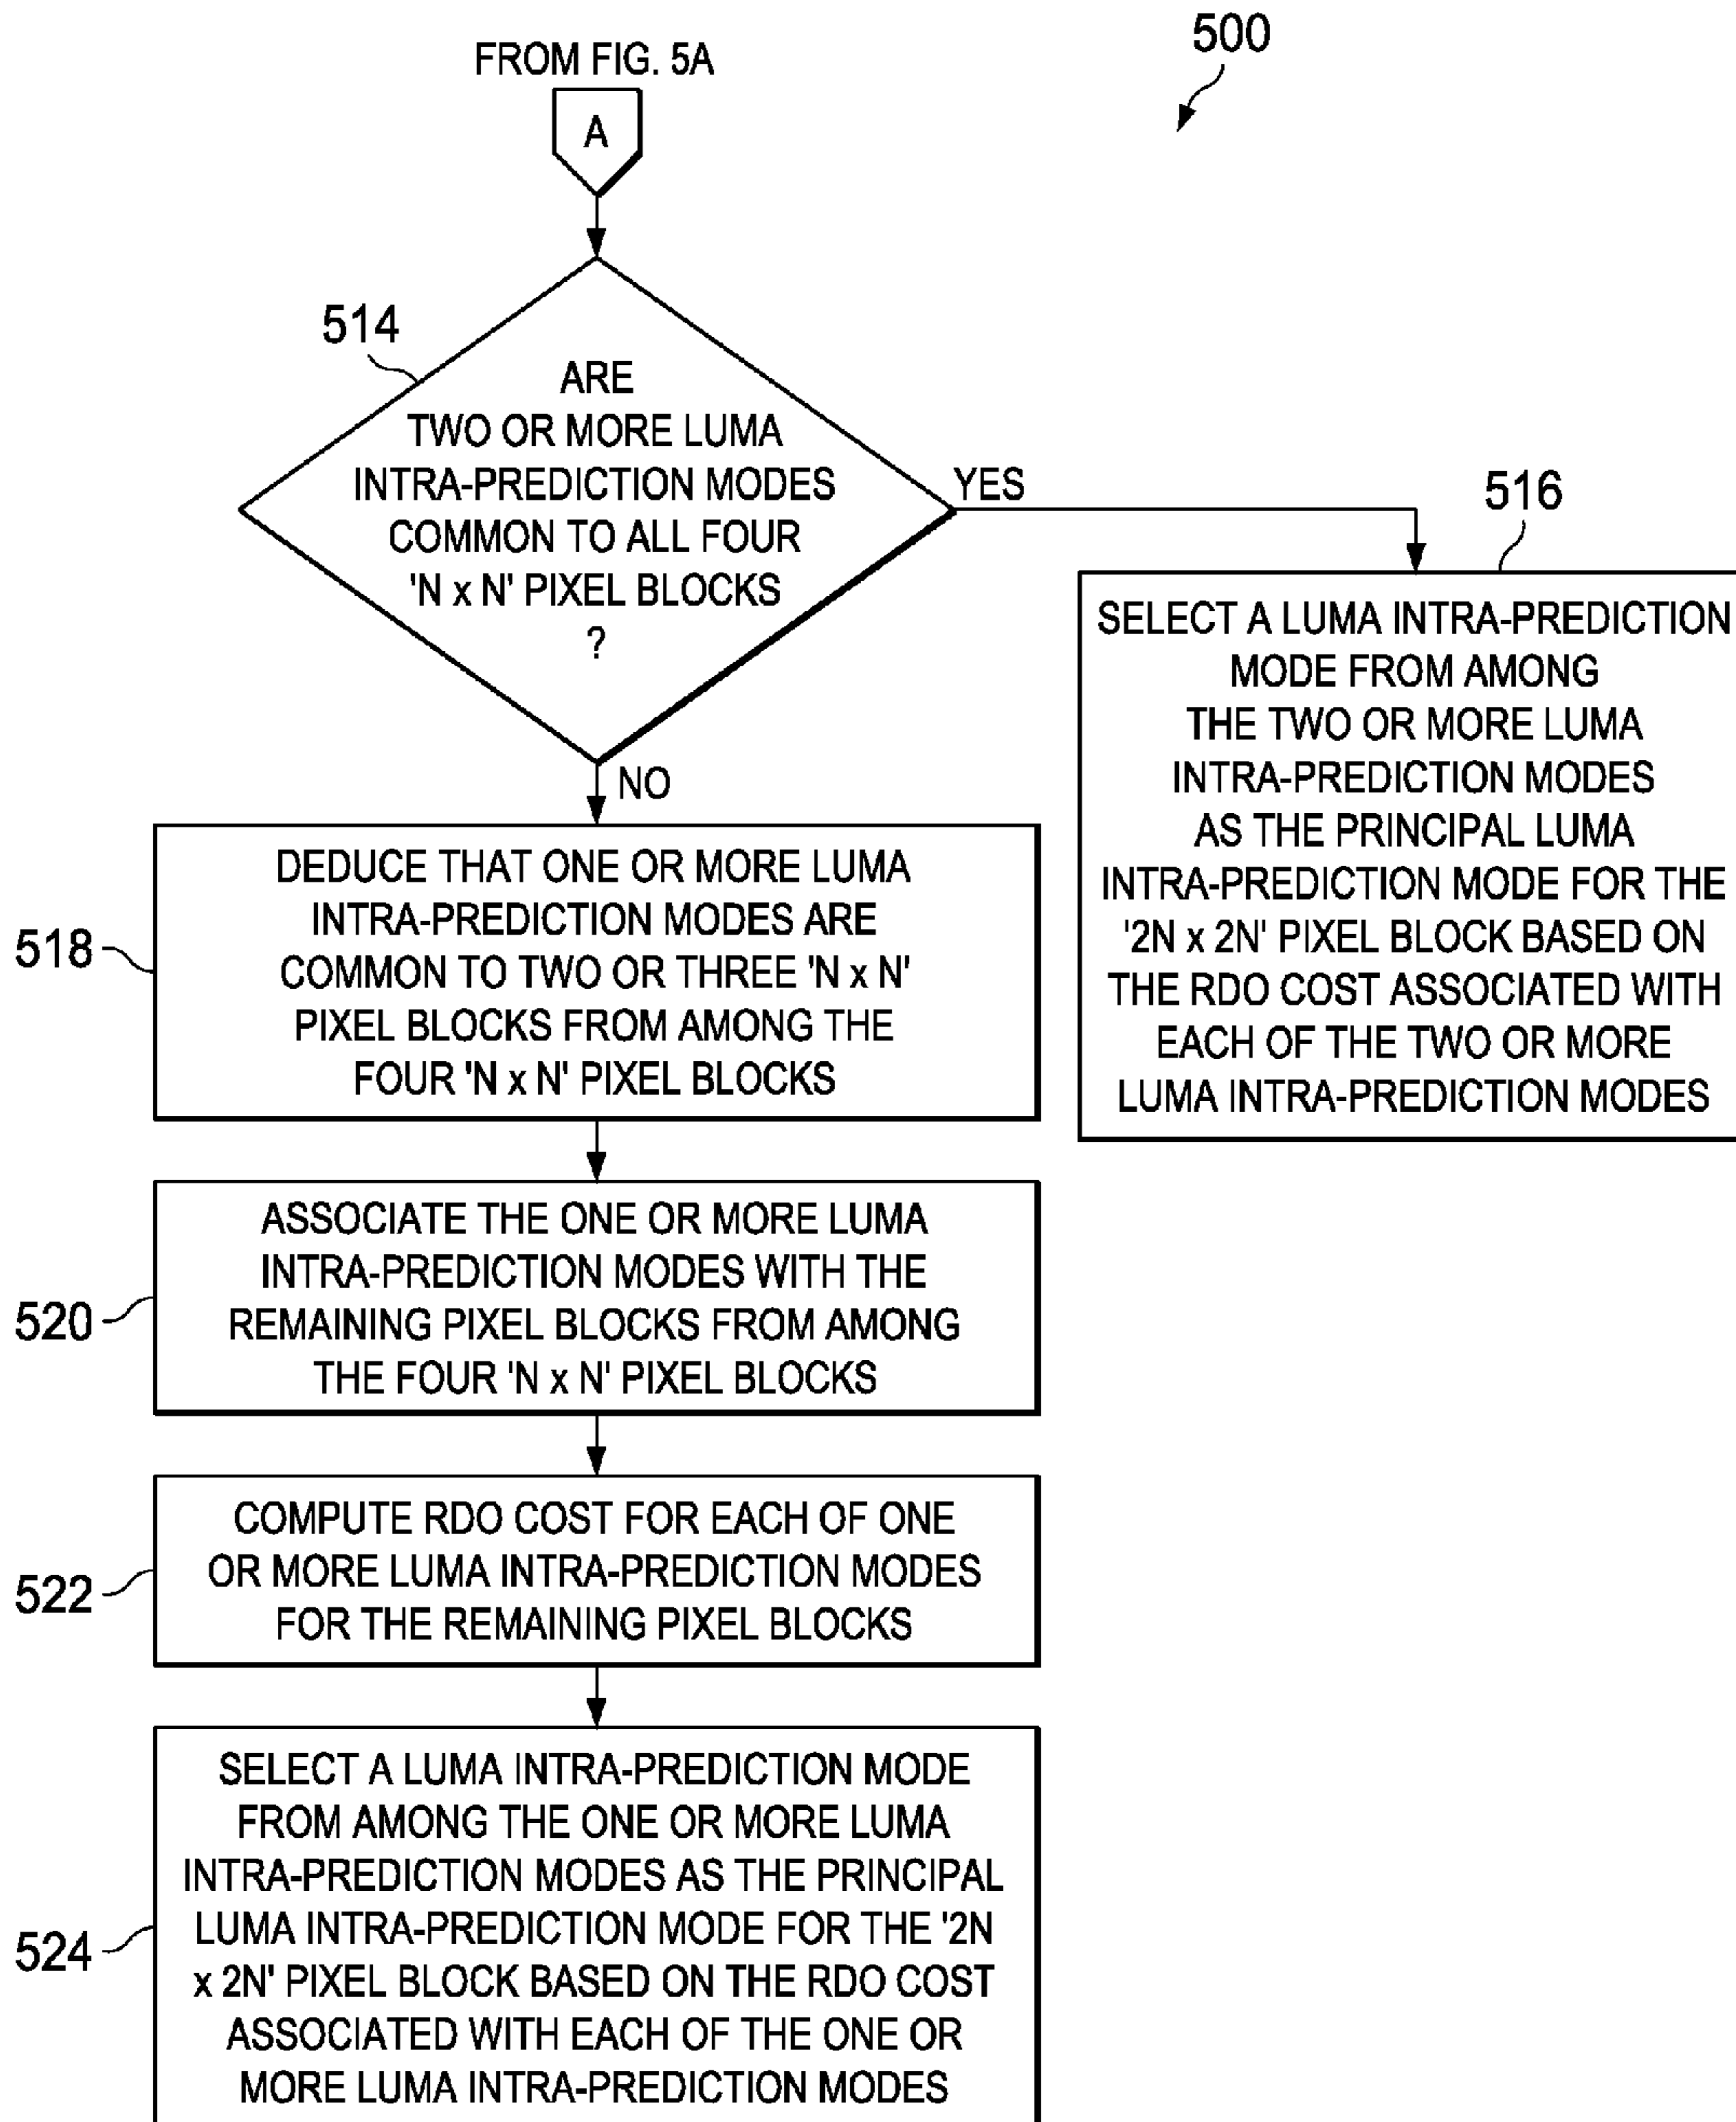 500
FROM FIG. 5A
A
514
ARE
TWO OR MORE LUMA
INTRA-PREDICTION MODES
COMMON TO ALL FOUR
'N x N' PIXEL BLOCKS
?
YES
516
SELECT A LUMA INTRA-PREDICTION
MODE FROM AMONG
THE TWO OR MORE LUMA
INTRA-PREDICTION MODES
AS THE PRINCIPAL LUMA
INTRA-PREDICTION MODE FOR THE
'2N x 2N' PIXEL BLOCK BASED ON
THE RDO COST ASSOCIATED WITH
EACH OF THE TWO OR MORE
LUMA INTRA-PREDICTION MODES
NO
518
DEDUCE THAT ONE OR MORE LUMA
INTRA-PREDICTION MODES ARE
COMMON TO TWO OR THREE 'N x N'
PIXEL BLOCKS FROM AMONG THE
FOUR 'N x N' PIXEL BLOCKS
520
ASSOCIATE THE ONE OR MORE LUMA
INTRA-PREDICTION MODES WITH THE
REMAINING PIXEL BLOCKS FROM AMONG
THE FOUR 'N x N' PIXEL BLOCKS
522
COMPUTE RDO COST FOR EACH OF ONE
OR MORE LUMA INTRA-PREDICTION MODES
FOR THE REMAINING PIXEL BLOCKS
524
SELECT A LUMA INTRA-PREDICTION MODE
FROM AMONG THE ONE OR MORE LUMA
INTRA-PREDICTION MODES AS THE PRINCIPAL
LUMA INTRA-PREDICTION MODE FOR THE '2N
x 2N' PIXEL BLOCK BASED ON THE RDO COST
ASSOCIATED WITH EACH OF THE ONE OR
MORE LUMA INTRA-PREDICTION MODES